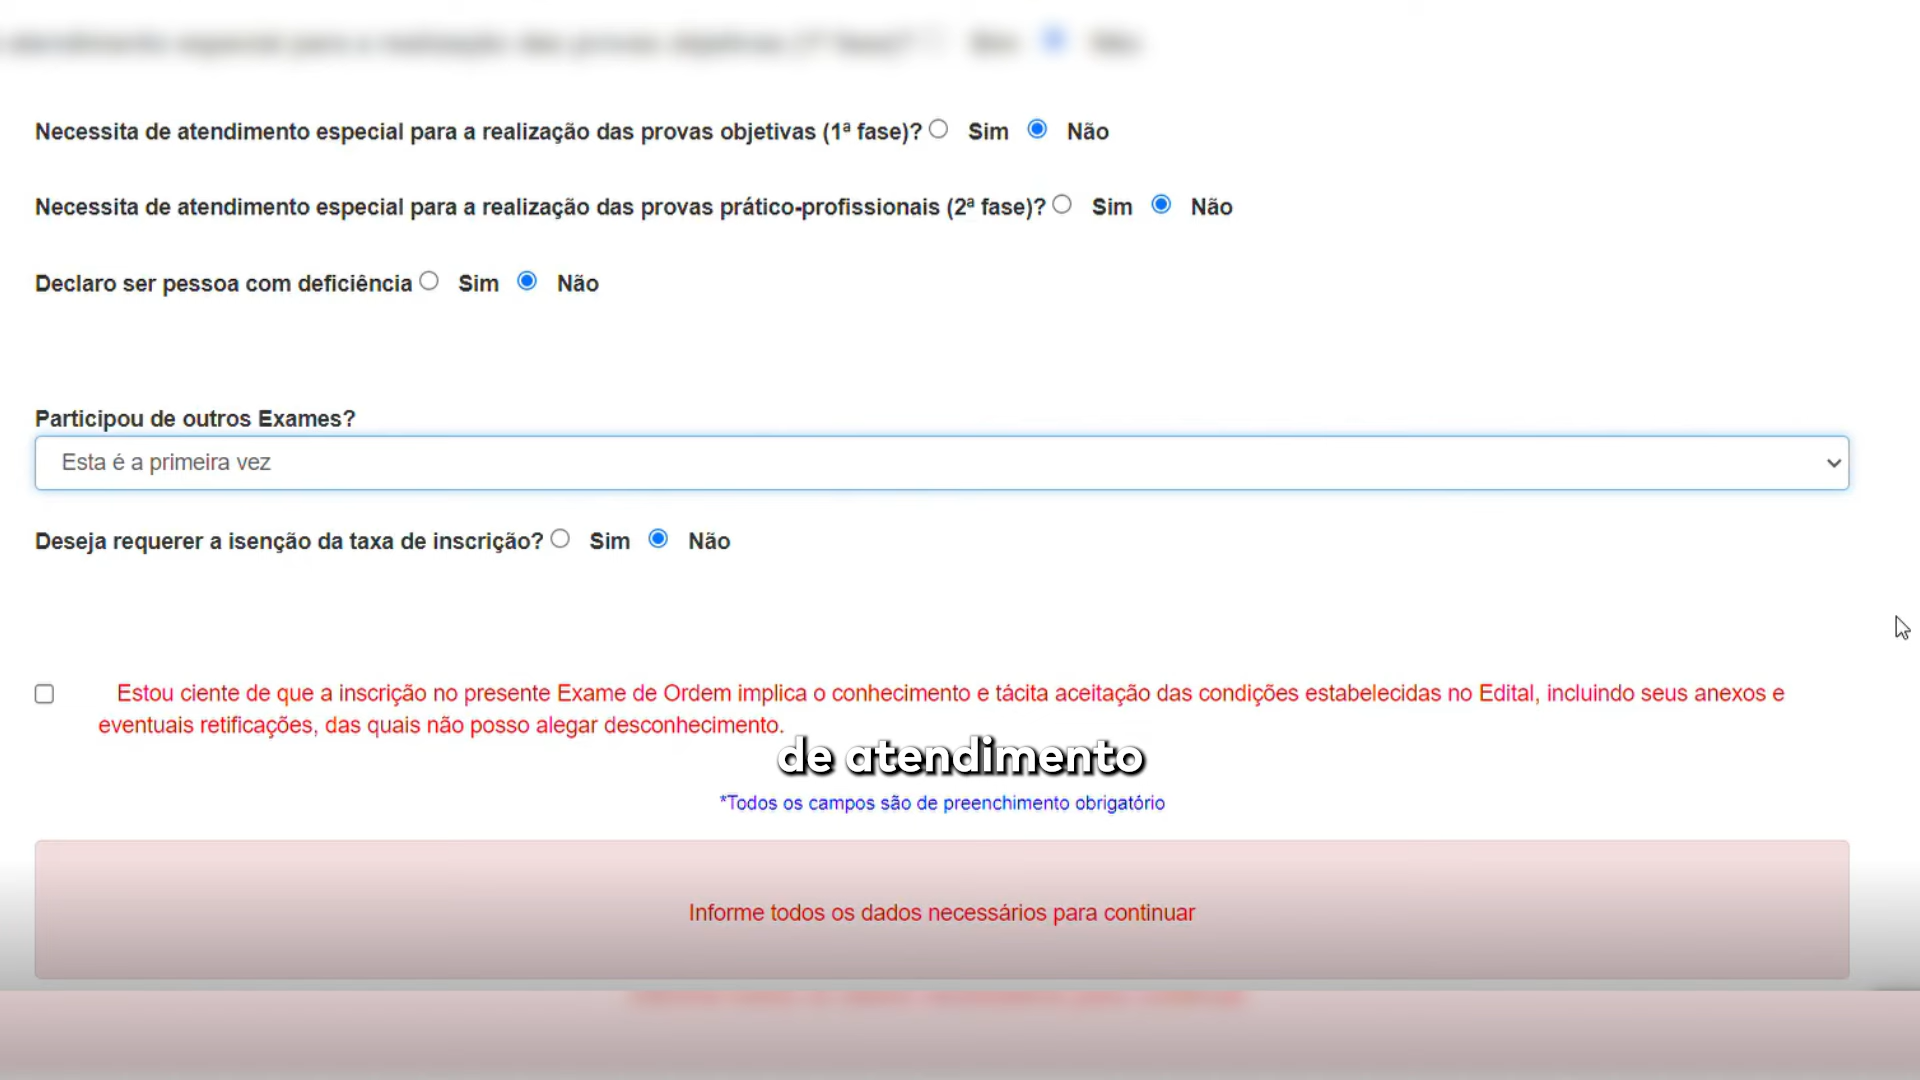 Necessita de atendimento especial para a realização das provas objetivas (1ª fase)? Sim Não
Necessita de atendimento especial para a realização das provas prático-profissionais (2ª fase)? Sim Não
Declaro ser pessoa com deficiência Sim Não
Participou de outros Exames?
Esta é a primeira vez
Deseja requerer a isenção da taxa de inscrição? Sim Não
Estou ciente de que a inscrição no presente Exame de Ordem implica o conhecimento e tácita aceitação das condições estabelecidas no Edital, incluindo seus anexos e
eventuais retificações, das quais não posso alegar desconhecimento.
de atendimento
*Todos os campos são de preenchimento obrigatório
Informe todos os dados necessários para continuar